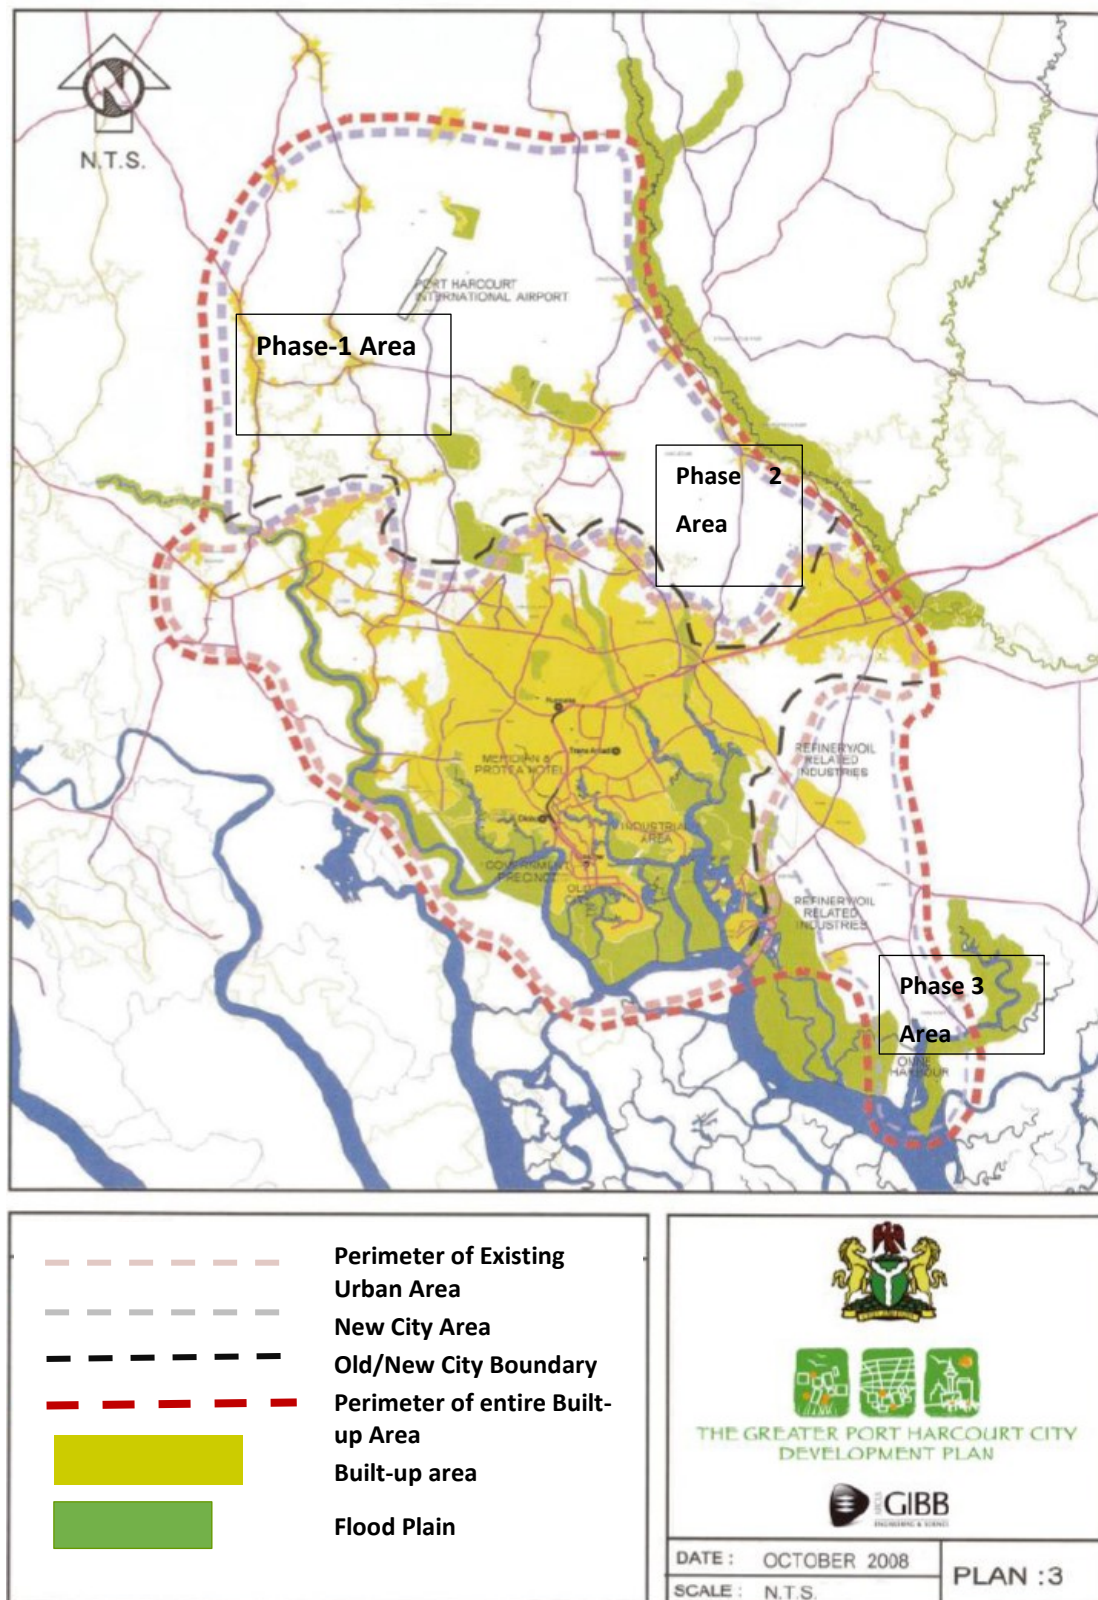 N.T.S.
PORT HARCOURT
INTERNATIONAL AIRPORT
Phase-1 Area
Phase 2
Area
MERIDIAN &
PROTEA HOTEL
REFINERY/OIL
RELATED
INDUSTRIES
INDUSTRIAL
AREA
GOVERNMENT
PRECINCT
OLD
REFINERY/OIL
RELATED
INDUSTRIES
Phase 3
Area
HARBOUR
Perimeter of Existing
Urban Area
New City Area
Old/New City Boundary
Perimeter of entire Built-
up Area
Built-up area
Flood Plain
THE GREATER PORT HARCOURT CITY
DEVELOPMENT PLAN
GIBB
DATE : OCTOBER 2008
SCALE : N.T.S.
PLAN :3